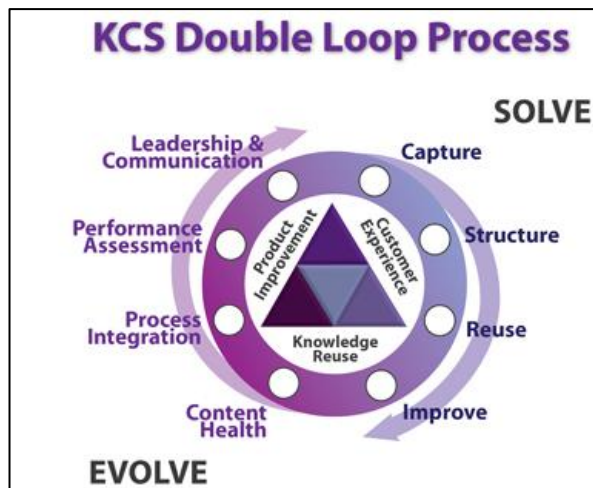 KCS Double Loop Process
SOLVE
Leadership &
Communication
Capture
Performance
Assessment
Structure
Product
Improvement
Customer
Experience
Process
Integration
Reuse
Knowledge
Reuse
Content
Health
Improve
EVOLVE